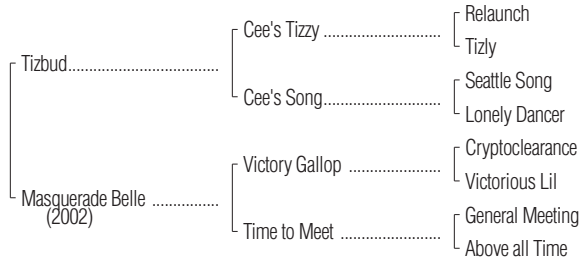 Relaunch
Cee's Tizzy ........................
Tizly
Tizbud...............................
Seattle Song
Cee's Song........................
Lonely Dancer
Cryptoclearance
Victory Gallop ...................
Victorious Lil
Masquerade Belle .............
(2002)
General Meeting
Time to Meet .....................
Above all Time